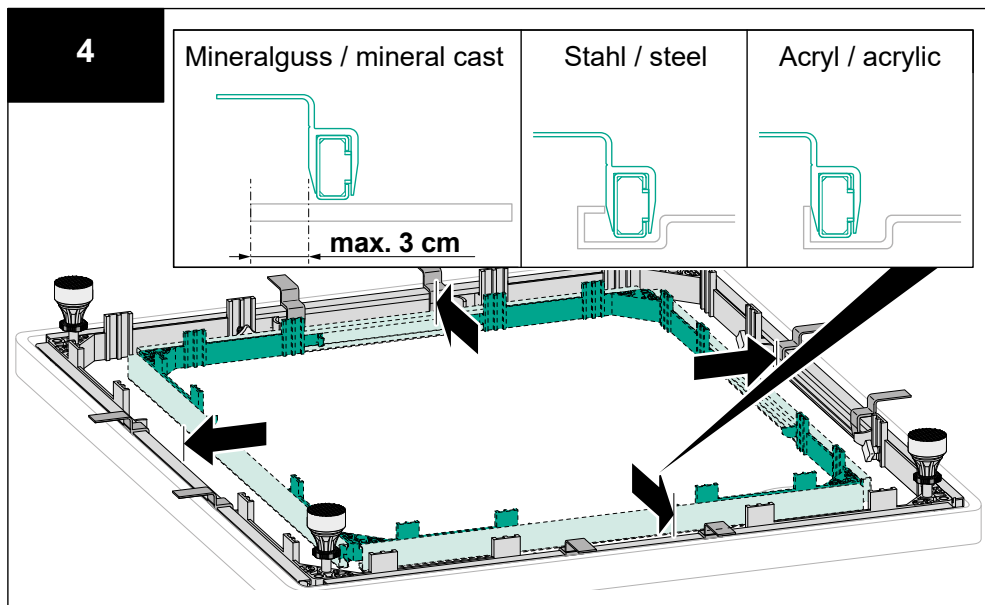 4
Mineralguss / mineral cast
Stahl / steel
Acryl / acrylic
max. 3 cm